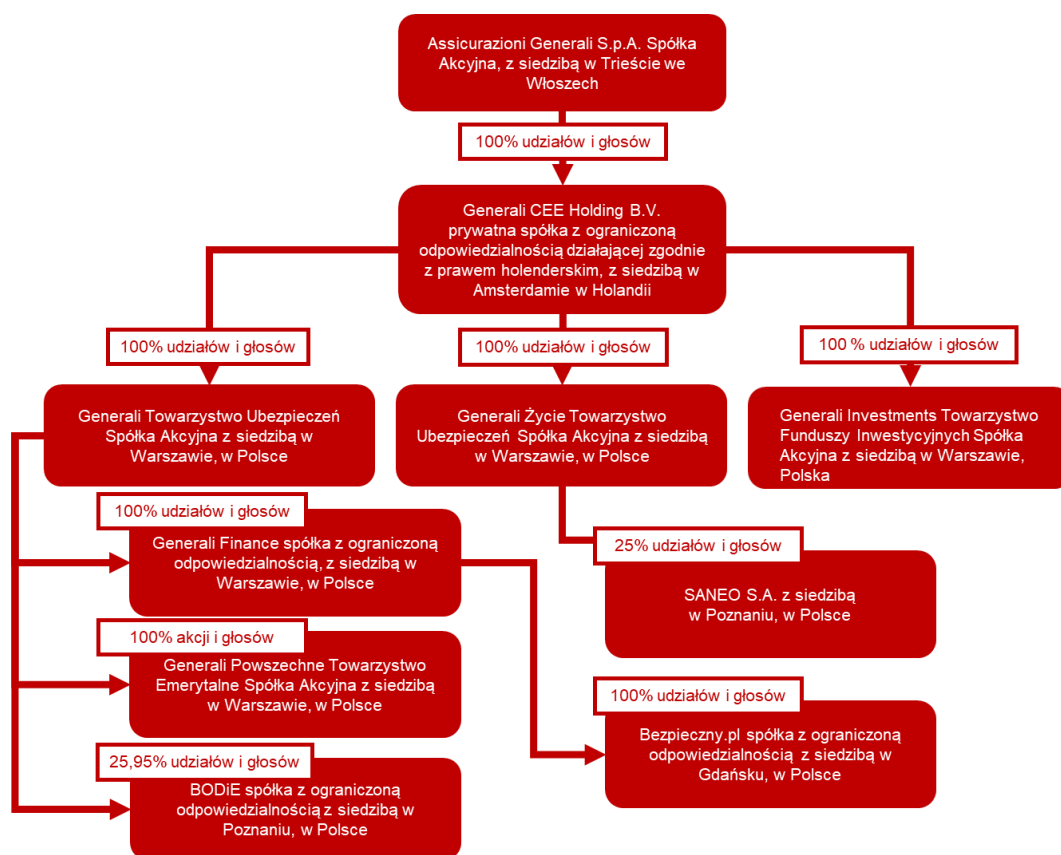 Assicurazioni Generali S.p.A. Spółka
Akcyjna, z siedzibą w Trieście we
Włoszech
100% udziałów i głosów
Generali CEE Holding B.V.
prywatna spółka z ograniczoną
odpowiedzialnością działającej zgodnie
z prawem holenderskim, z siedzibą w
Amsterdamie w Holandii
100% udziałów i głosów
100% udziałów i głosów
100 % udziałów i głosów
Generali Towarzystwo Ubezpieczeń
Spółka Akcyjna z siedzibą w
Warszawie, w Polsce
Generali Życie Towarzystwo
Ubezpieczeń Spółka Akcyjna z siedzibą
w Warszawie, w Polsce
Generali Investments Towarzystwo
Funduszy Inwestycyjnych Spółka
Akcyjna z siedzibą w Warszawie,
Polska
100% udziałów i głosów
Generali Finance spółka z ograniczoną
odpowiedzialnością, z siedzibą w
Warszawie, w Polsce
25% udziałów i głosów
SANEO S.A. z siedzibą
w Poznaniu, w Polsce
100% akcji i głosów
Generali Powszechne Towarzystwo
Emerytalne Spółka Akcyjna z siedzibą
w Warszawie, w Polsce
100% udziałów i głosów
Bezpieczny.pl spółka z ograniczoną
odpowiedzialnością z siedzibą w
Gdańsku, w Polsce
25,95% udziałów i głosów
BODiE spółka z ograniczoną
odpowiedzialnością z siedzibą w
Poznaniu, w Polsce